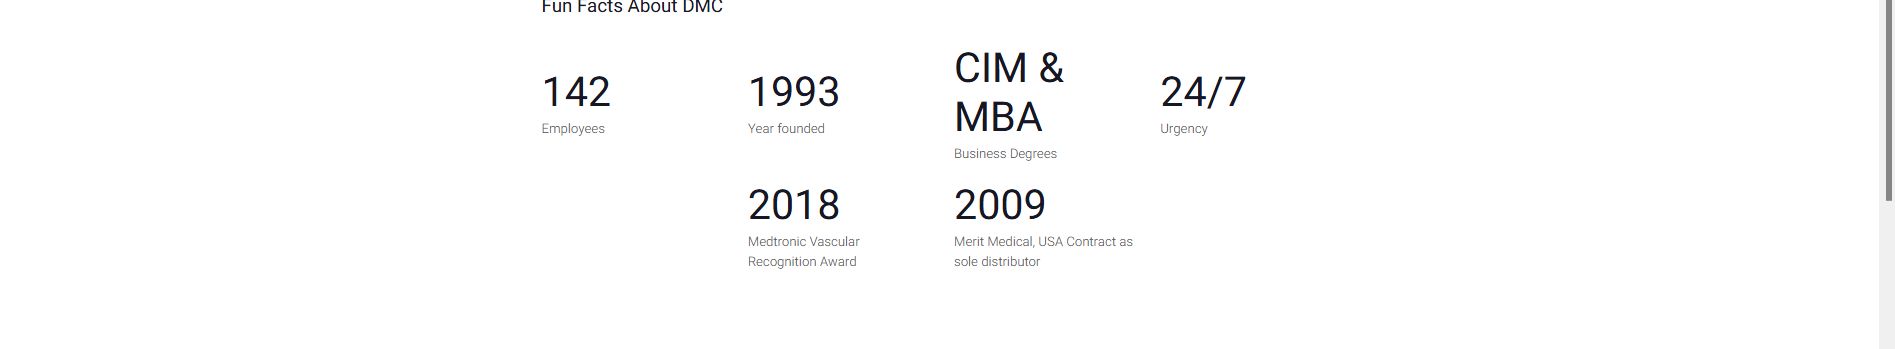 Fun Facts About DMC
142
Employees
1993
Year founded
CIM &
MBA
Business Degrees
24/7
Urgency
2018
Medtronic Vascular
Recognition Award
2009
Merit Medical, USA Contract as
sole distributor